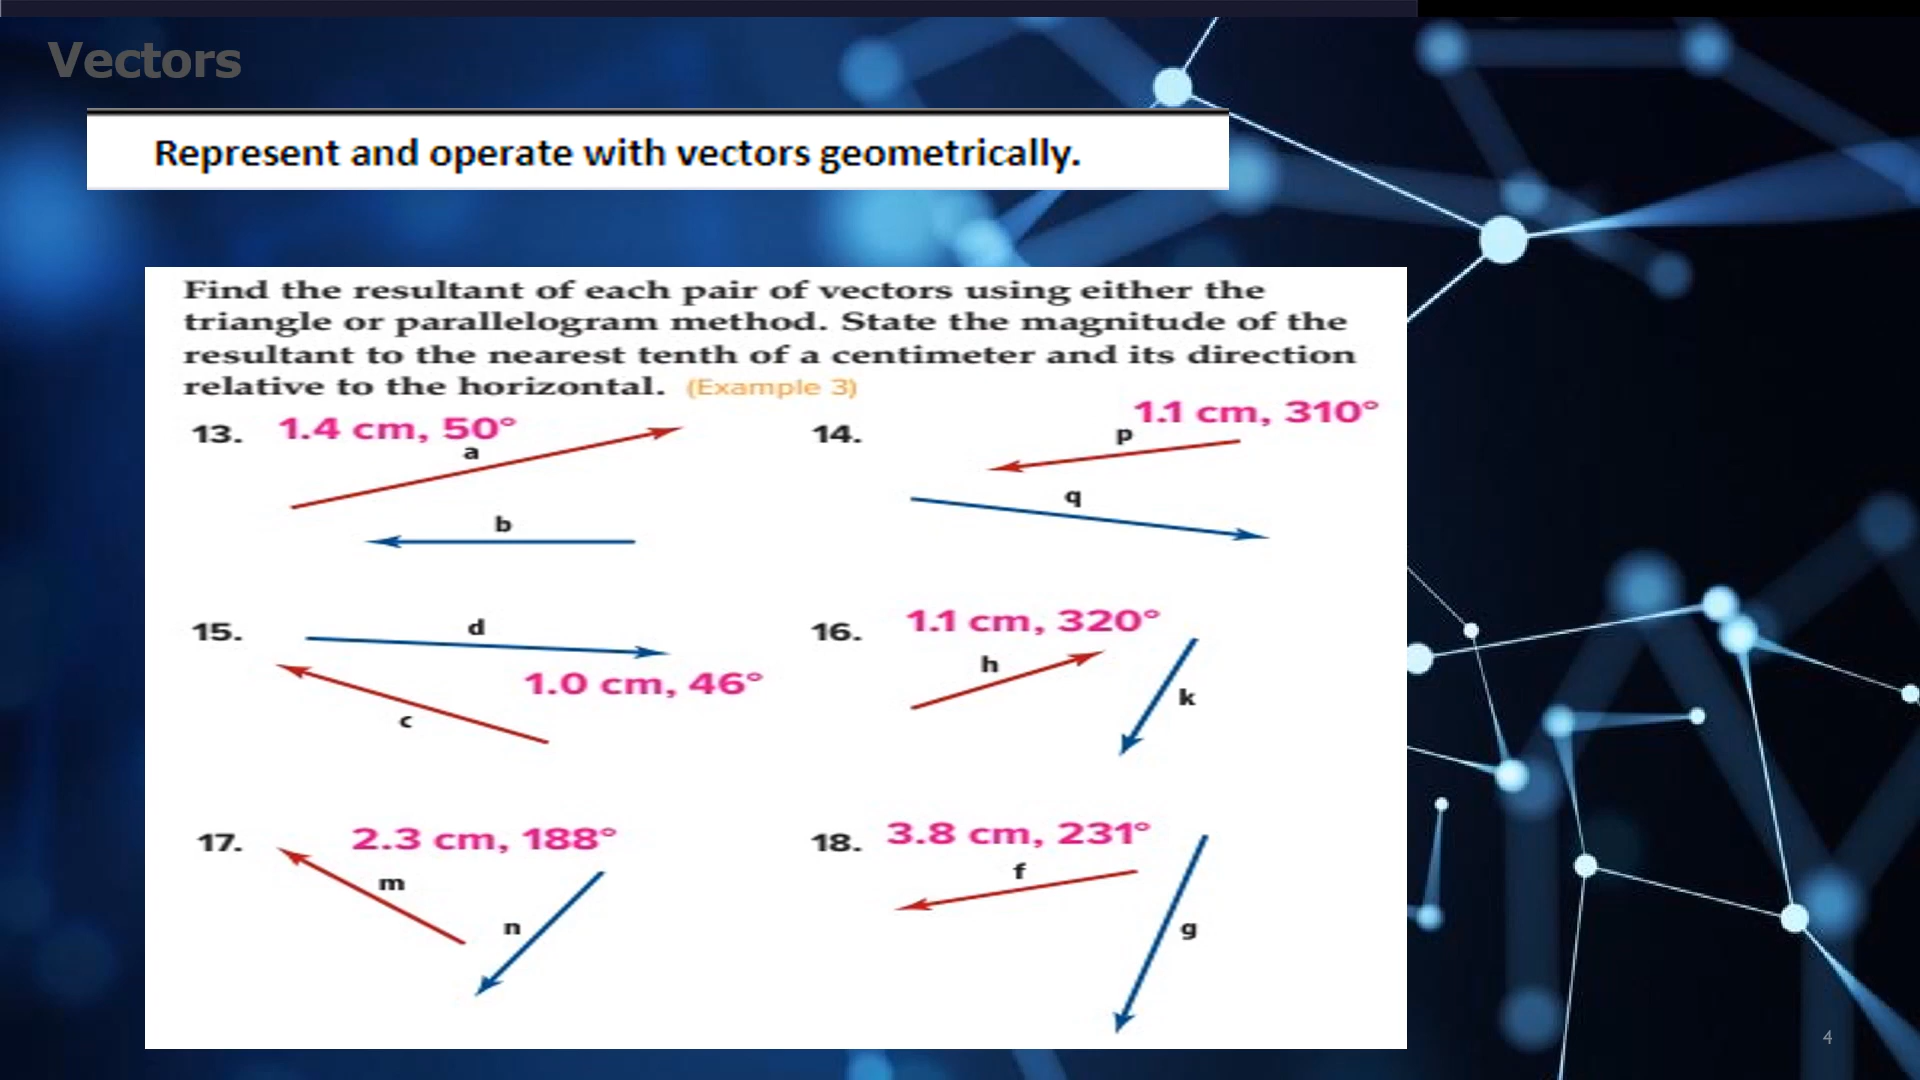 Vectors
Represent and operate with vectors geometrically.
Find the resultant of each pair of vectors using either the
triangle or parallelogram method. State the magnitude of the
resultant to the nearest tenth of a centimeter and its direction
relative to the horizontal. (Example 3)
13. 1.4 cm, 50°
a
b
14. 1.1 cm, 310°
p
q
15.
d
1.0 cm, 46°
c
16. 1.1 cm, 320°
h
k
17. 2.3 cm, 188°
m
n
18. 3.8 cm, 231°
f
g
4